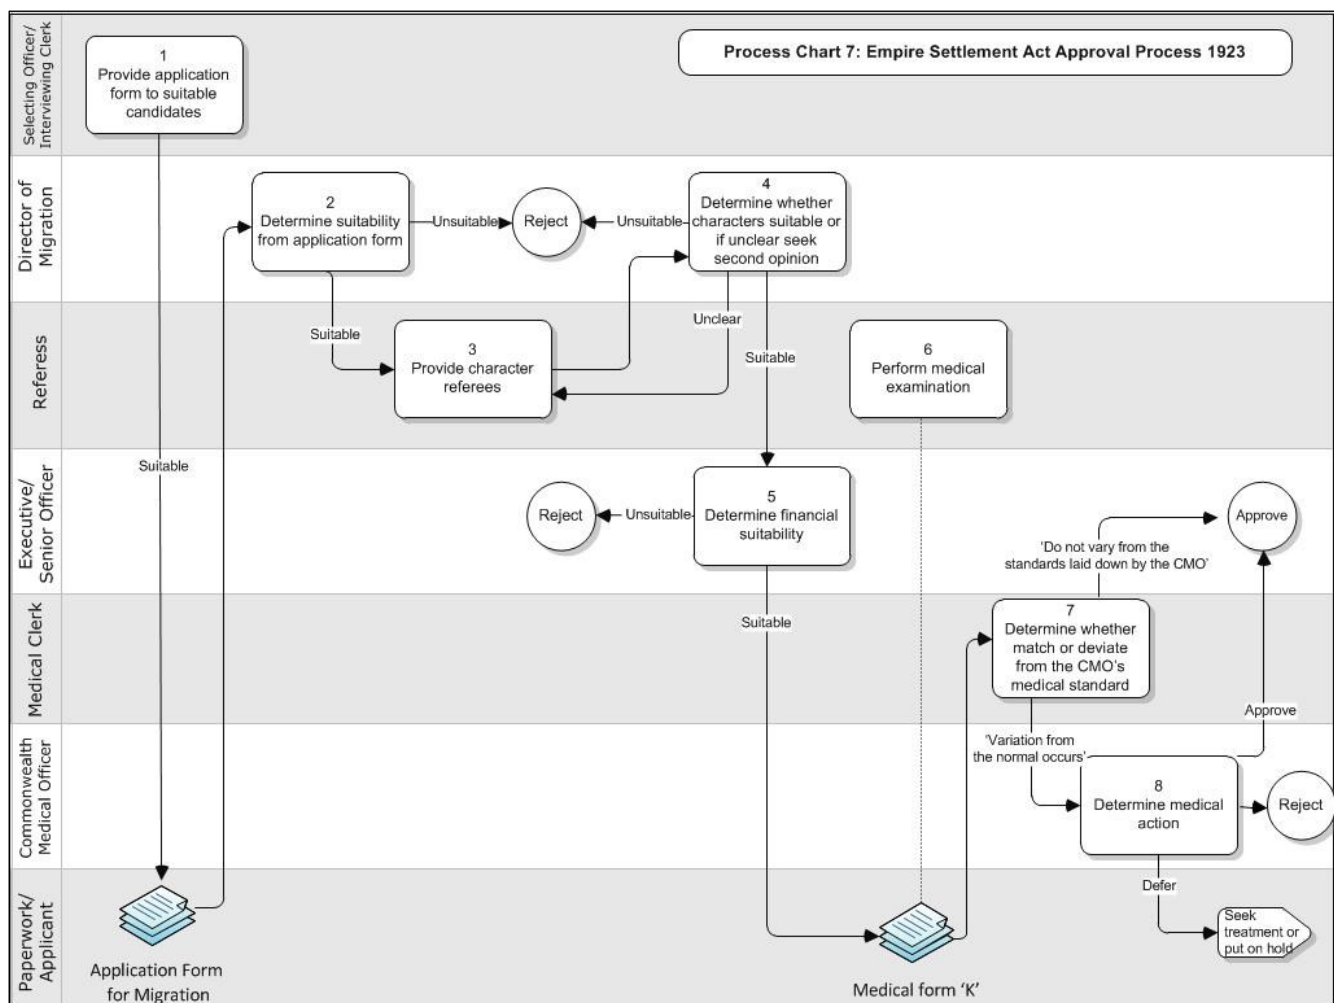 Process Chart 7: Empire Settlement Act Approval Process 1923
Selecting Officer/
Interviewing Clerk
1
Provide application
form to suitable
candidates
Director of
Migration
2
Determine suitability
from application form
Unsuitable
Reject
Unsuitable
4
Determine whether
characters suitable or
if unclear seek
second opinion
Referess
Suitable
3
Provide character
referees
Unclear
Suitable
6
Perform medical
examination
Executive/
Senior Officer
Suitable
Reject
Unsuitable
5
Determine financial
suitability
Approve
'Do not vary from the
standards laid down by the CMO'
Medical Clerk
Suitable
7
Determine whether
match or deviate
from the CMO's
medical standard
Approve
Commonwealth
Medical Officer
'Variation from
the normal occurs'
8
Determine medical
action
Reject
Defer
Paperwork/
Applicant
Application Form
for Migration
Medical form 'K'
Seek
treatment or
put on hold